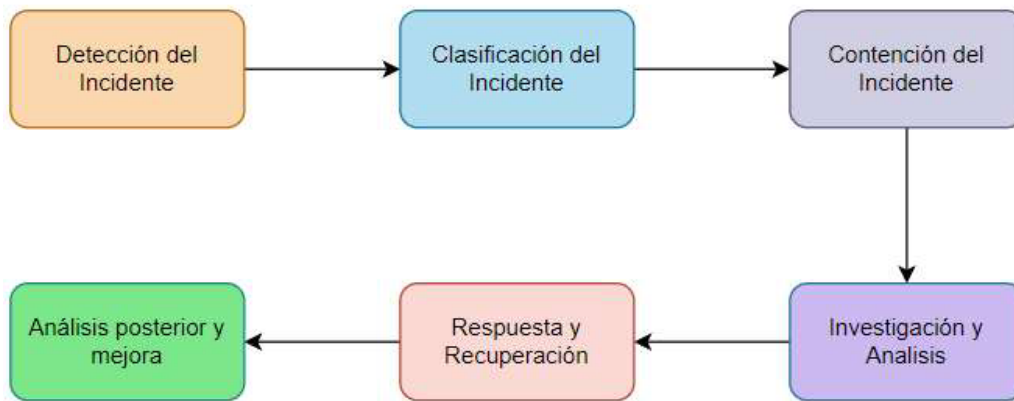 Detección del
Incidente
Clasificación del
Incidente
Contención del
Incidente
Investigación y
Analisis
Respuesta y
Recuperación
Análisis posterior y
mejora